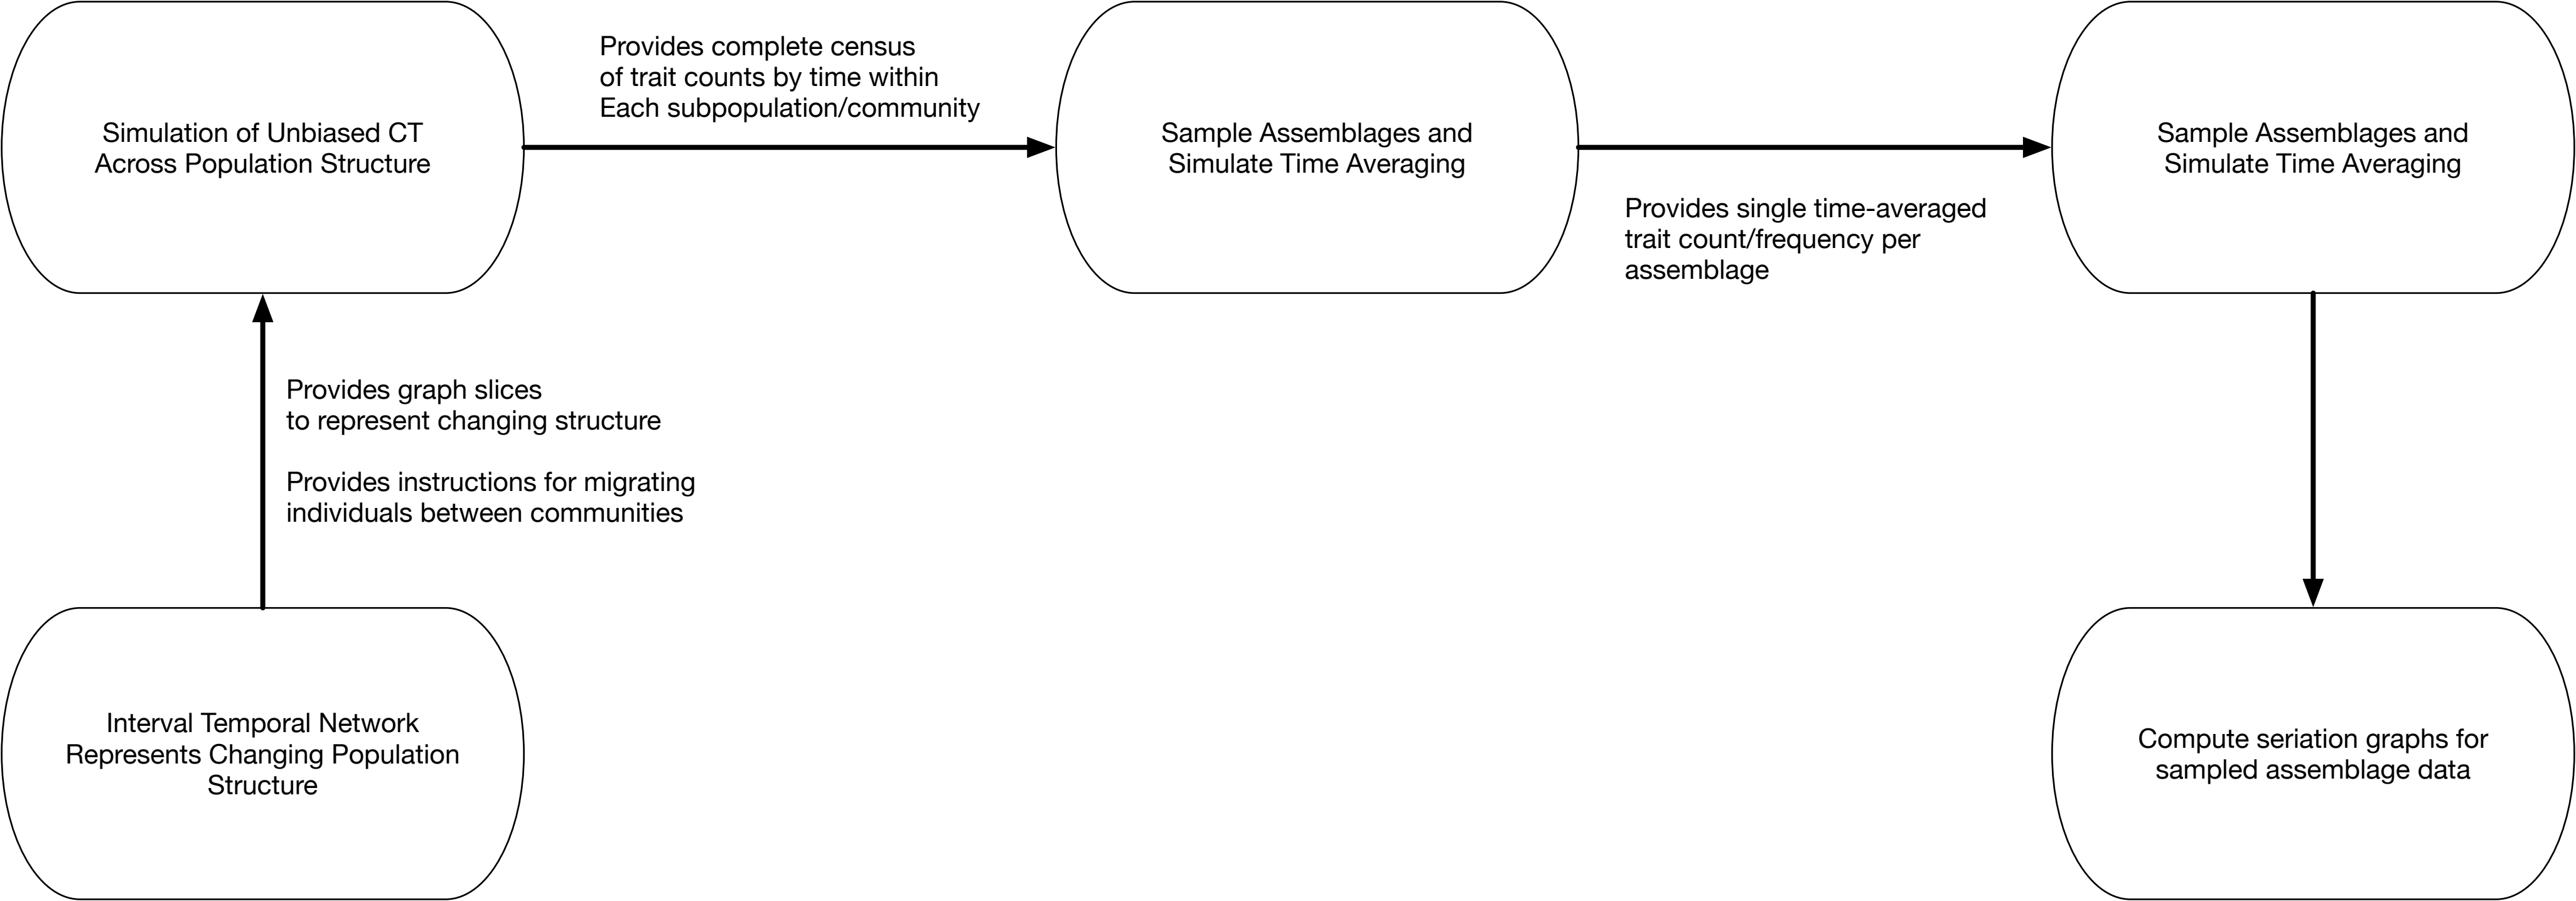 Simulation of Unbiased CT
Across Population Structure
Provides complete census
of trait counts by time within
Each subpopulation/community
Sample Assemblages and
Simulate Time Averaging
Provides single time-averaged
trait count/frequency per
assemblage
Sample Assemblages and
Simulate Time Averaging
Provides graph slices
to represent changing structure
Provides instructions for migrating
individuals between communities
Interval Temporal Network
Represents Changing Population
Structure
Compute seriation graphs for
sampled assemblage data